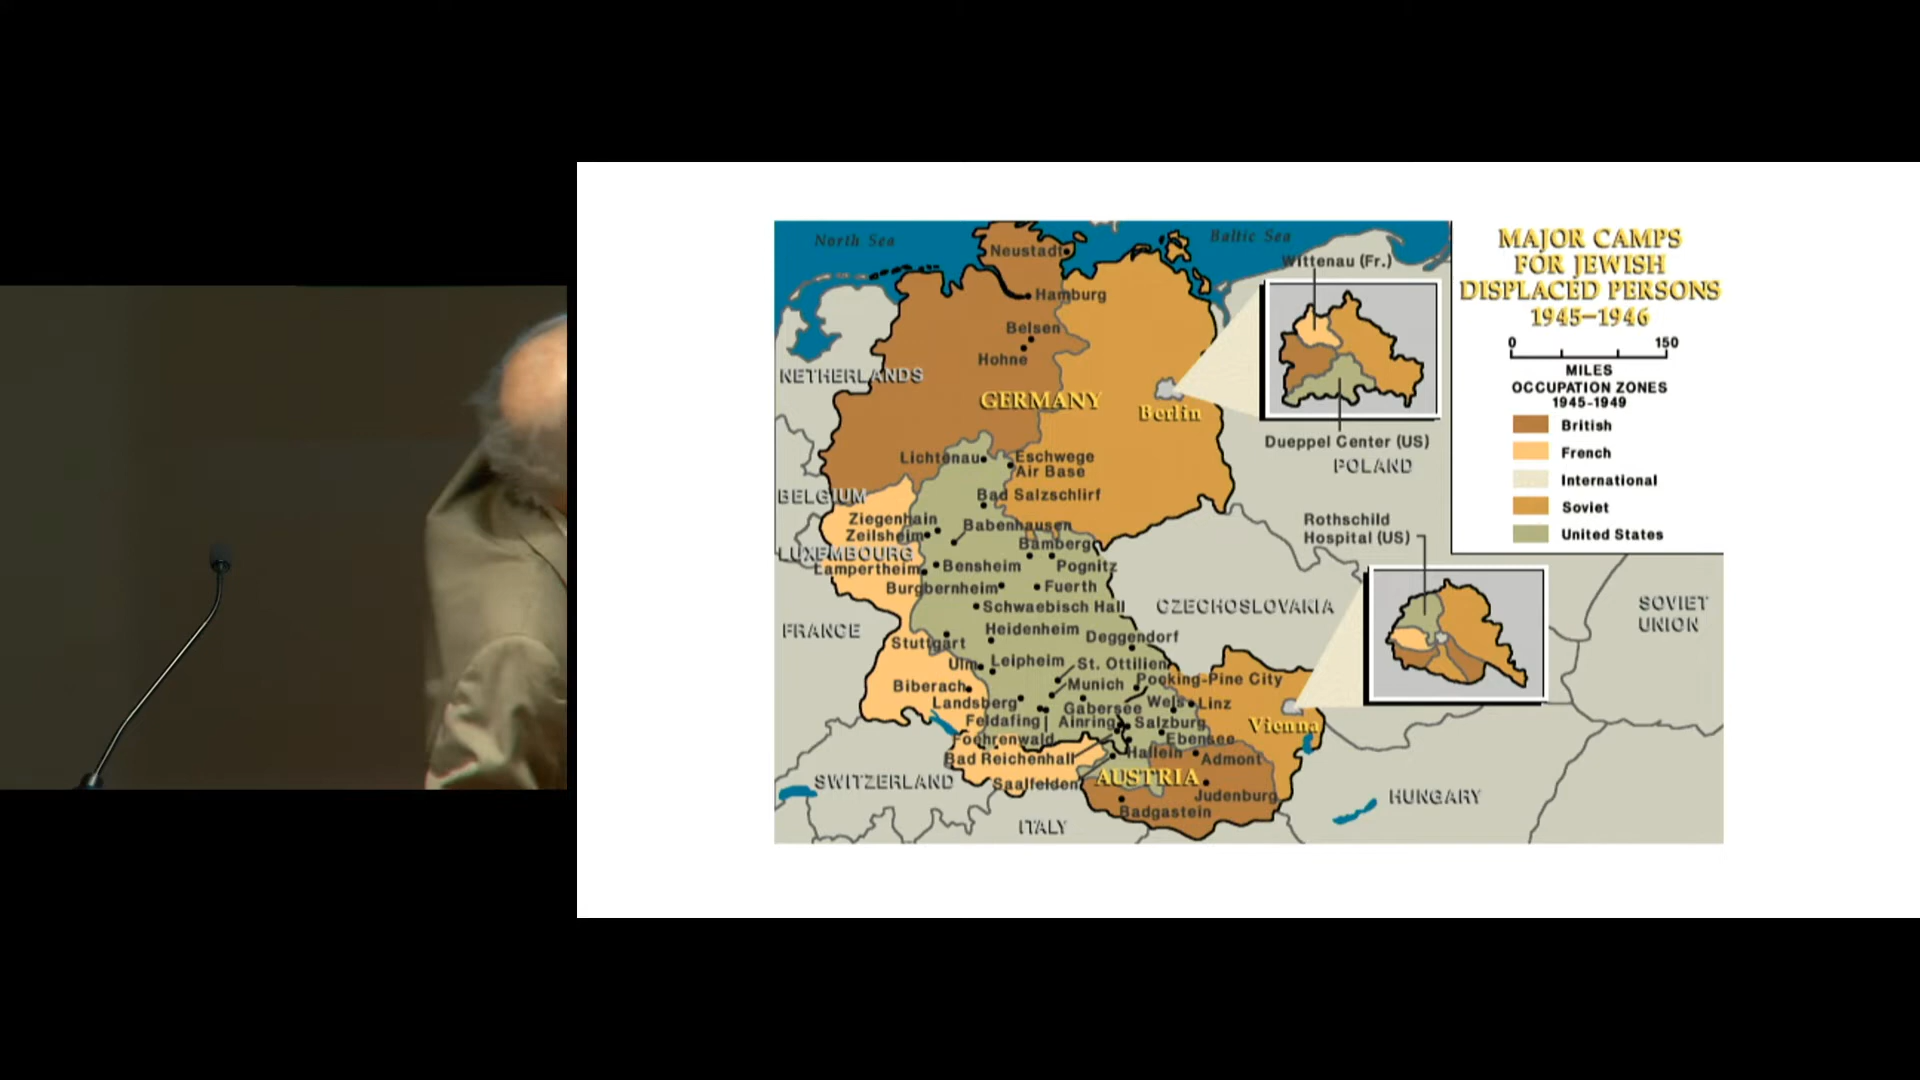 North Sea
Baltic Sea
Neustadt
Hamburg
Belsen
Hohne
NETHERLANDS
GERMANY
Berlin
Wittenau (Fr.)
Dueppel Center (US)
POLAND
MAJOR CAMPS
FOR JEWISH
DISPLACED PERSONS
1945–1946
0 150
MILES
OCCUPATION ZONES
1945-1949
British
French
International
Soviet
United States
Lichtenau
Eschwege
Air Base
BELGIUM
Bad Salzschlirf
Ziegenhain
Babenhausen
Zeilsheim
LUXEMBOURG
Bamberg
Lampertheim
Bensheim
Pognitz
Burgbernheim
Fuerth
Schwaebisch Hall
FRANCE
Stuttgart
Heidenheim
Deggendorf
Ulm
Leipheim
St. Ottilien
Biberach
Munich
Pocking-Pine City
Landsberg
Gabersee
Wels
Linz
Feldafing
Ainring
Salzburg
Vienna
Foehrenwald
Ebensee
Bad Reichenhall
Hallein
Admont
Saalfelden
AUSTRIA
Judenburg
Badgastein
SWITZERLAND
ITALY
HUNGARY
CZECHOSLOVAKIA
Rothschild
Hospital (US)
SOVIET
UNION